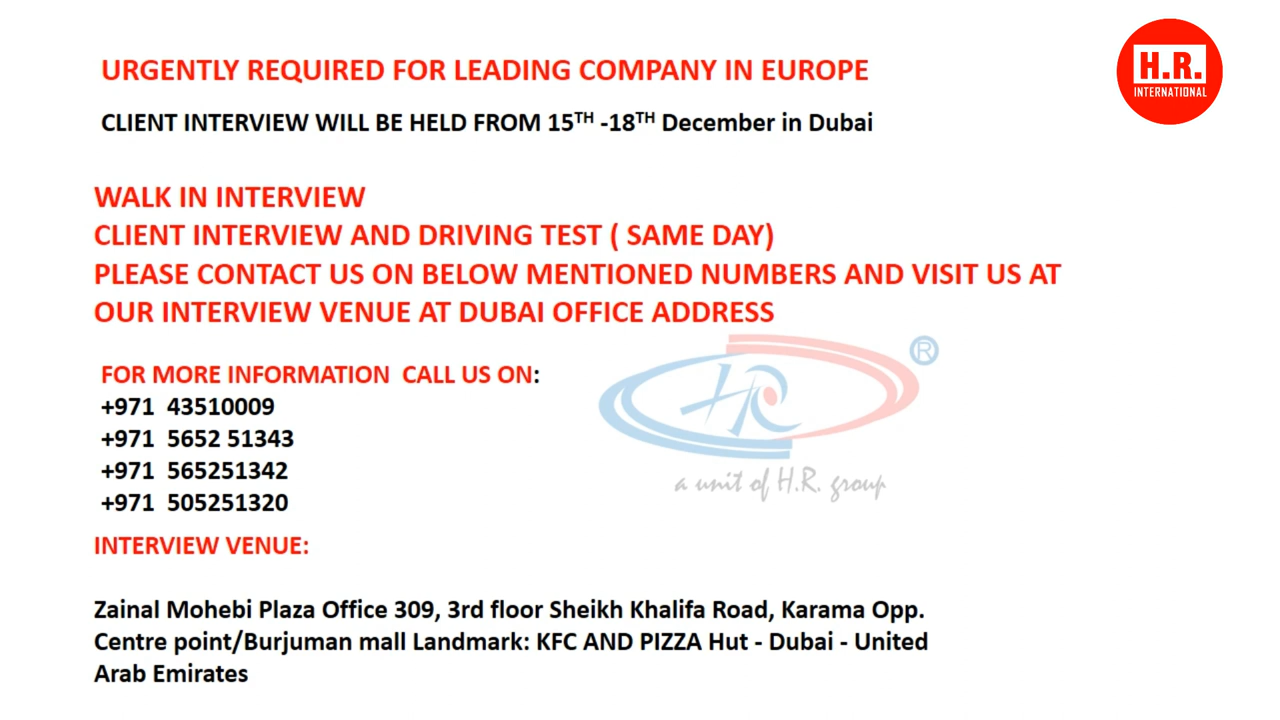 URGENTLY REQUIRED FOR LEADING COMPANY IN EUROPE
H.R.
INTERNATIONAL
CLIENT INTERVIEW WILL BE HELD FROM 15TH -18TH December in Dubai
WALK IN INTERVIEW
CLIENT INTERVIEW AND DRIVING TEST ( SAME DAY)
PLEASE CONTACT US ON BELOW MENTIONED NUMBERS AND VISIT US AT
OUR INTERVIEW VENUE AT DUBAI OFFICE ADDRESS
FOR MORE INFORMATION  CALL US ON:
+971  43510009
+971  5652 51343
+971  565251342
+971  505251320
HR
®
a unit of H.R. group
INTERVIEW VENUE:
Zainal Mohebi Plaza Office 309, 3rd floor Sheikh Khalifa Road, Karama Opp.
Centre point/Burjuman mall Landmark: KFC AND PIZZA Hut - Dubai - United
Arab Emirates